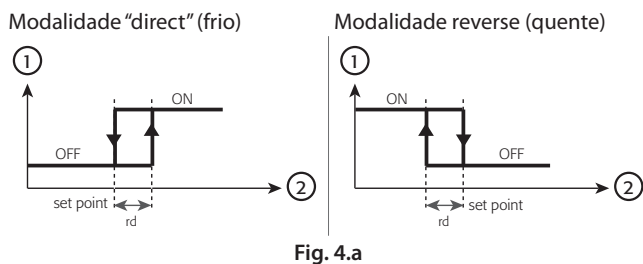 Modalidade “direct” (frio)
1
ON
OFF
2
set point
rd
Modalidade reverse (quente)
1
ON
OFF
2
set point
rd
Fig. 4.a